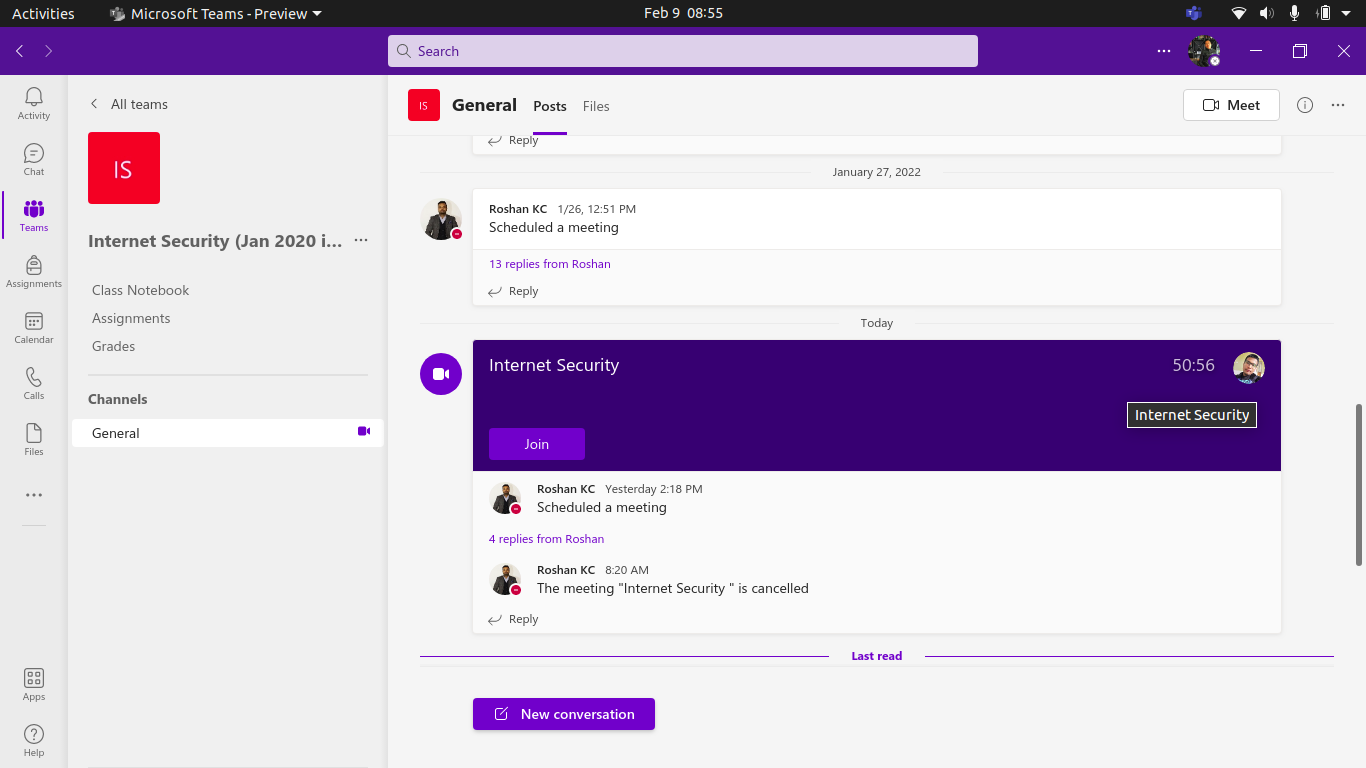 Activities
Microsoft Teams - Preview
Feb 9 08:55
Search
Activity
Chat
Teams
Assignments
Calendar
Calls
Files
Apps
Help
All teams
IS
Internet Security (Jan 2020 i...
Class Notebook
Assignments
Grades
Channels
General
IS
General
Posts
Files
Meet
Reply
January 27, 2022
Roshan KC 1/26, 12:51 PM
Scheduled a meeting
13 replies from Roshan
Reply
Today
Internet Security
50:56
Internet Security
Join
Roshan KC Yesterday 2:18 PM
Scheduled a meeting
4 replies from Roshan
Roshan KC 8:20 AM
The meeting "Internet Security " is cancelled
Reply
Last read
New conversation